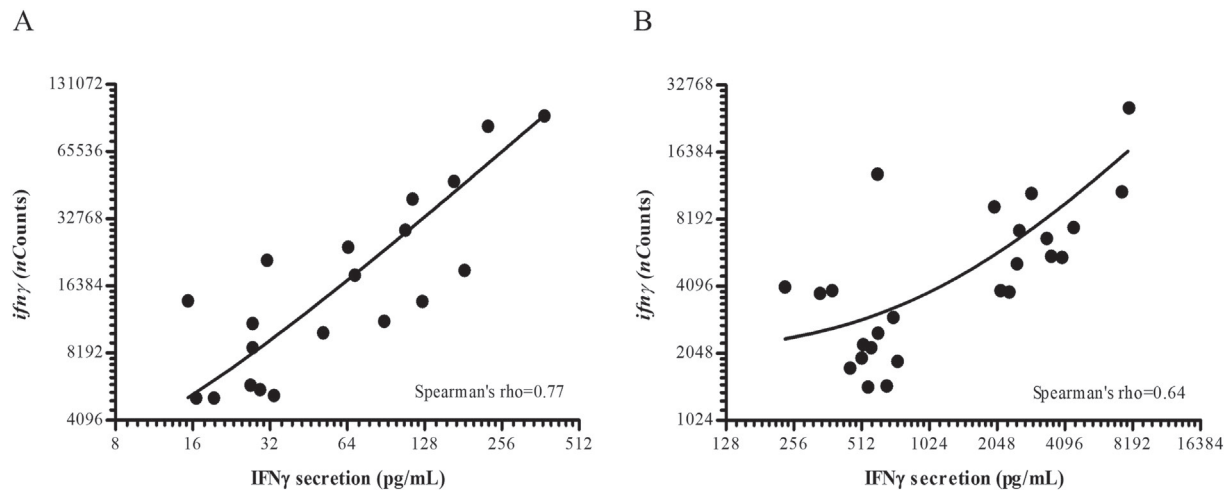 A
131072
65536
32768
16384
8192
4096
ifnγ (nCounts)
Spearman's rho=0.77
8 16 32 64 128 256 512
IFNγ secretion (pg/mL)
B
32768
16384
8192
4096
2048
1024
ifnγ (nCounts)
Spearman's rho=0.64
128 256 512 1024 2048 4096 8192 16384
IFNγ secretion (pg/mL)